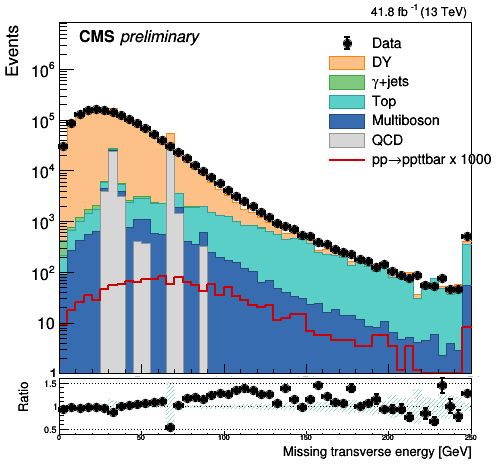 41.8 fb⁻¹ (13 TeV)
CMS preliminary
Events
Data
DY
γ+jets
Top
Multiboson
QCD
pp→ppttbar x 1000
10⁶
10⁵
10⁴
10³
10²
10
1
Ratio
1.5
1.0
0.5
0 50 100 150 200 250
Missing transverse energy [GeV]